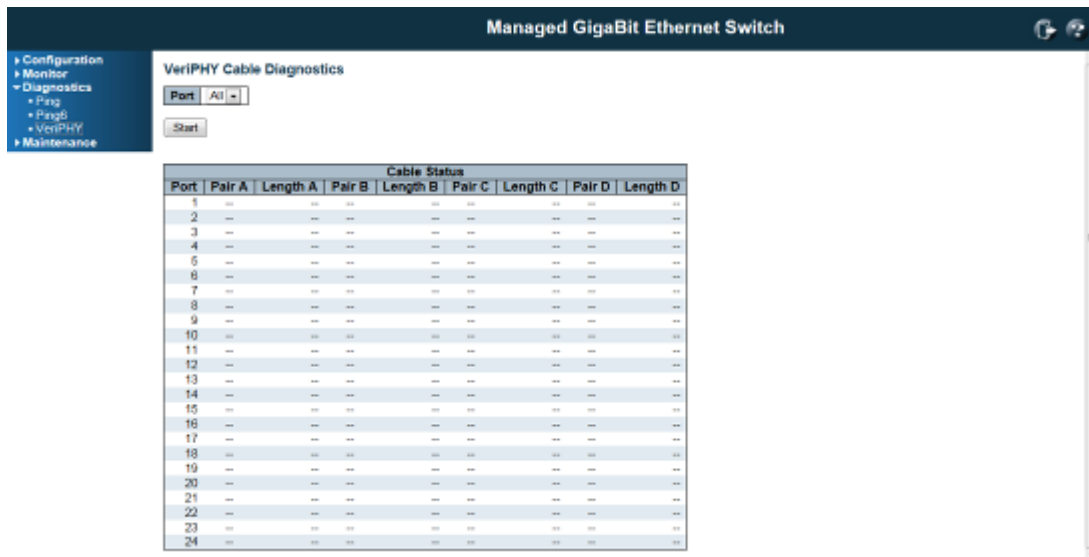 Managed GigaBit Ethernet Switch
Configuration
Monitor
Diagnostics
Ping
Ping6
VeriPHY
Maintenance
VeriPHY Cable Diagnostics
Port All
Start
Cable Status
Port Pair A Length A Pair B Length B Pair C Length C Pair D Length D
1 -- -- -- -- -- -- -- --
2 -- -- -- -- -- -- -- --
3 -- -- -- -- -- -- -- --
4 -- -- -- -- -- -- -- --
5 -- -- -- -- -- -- -- --
6 -- -- -- -- -- -- -- --
7 -- -- -- -- -- -- -- --
8 -- -- -- -- -- -- -- --
9 -- -- -- -- -- -- -- --
10 -- -- -- -- -- -- -- --
11 -- -- -- -- -- -- -- --
12 -- -- -- -- -- -- -- --
13 -- -- -- -- -- -- -- --
14 -- -- -- -- -- -- -- --
15 -- -- -- -- -- -- -- --
16 -- -- -- -- -- -- -- --
17 -- -- -- -- -- -- -- --
18 -- -- -- -- -- -- -- --
19 -- -- -- -- -- -- -- --
20 -- -- -- -- -- -- -- --
21 -- -- -- -- -- -- -- --
22 -- -- -- -- -- -- -- --
23 -- -- -- -- -- -- -- --
24 -- -- -- -- -- -- -- --